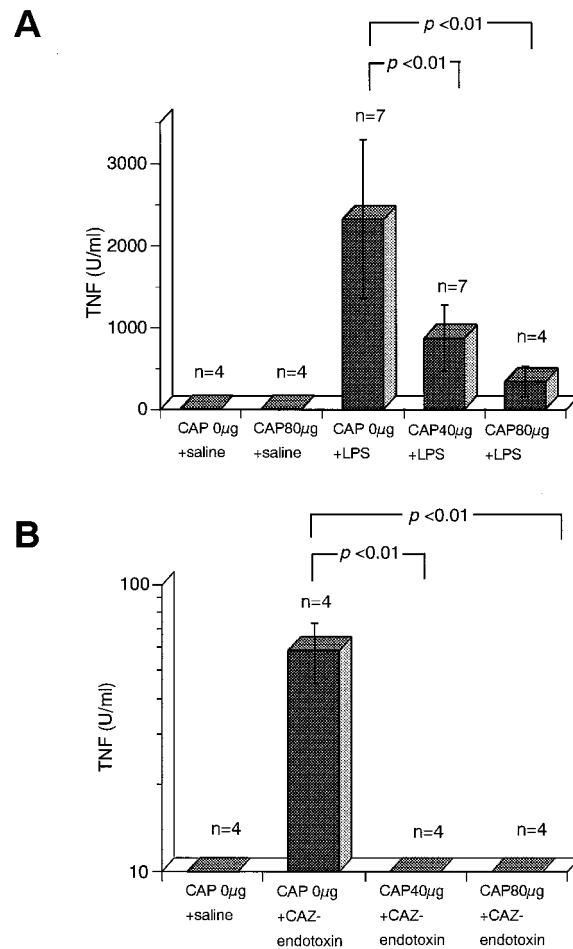 A
p <0.01
p <0.01
n=7
3000
2000
n=7
TNF (U/ml)
1000
n=4
n=4
n=4
0
CAP 0µg CAP80µg CAP 0µg CAP40µg CAP80µg
+saline +saline +LPS +LPS +LPS
B
p <0.01
p <0.01
100
n=4
TNF (U/ml)
n=4
n=4
n=4
10
CAP 0µg CAP 0µg CAP40µg CAP80µg
+saline +CAZ- +CAZ- +CAZ-
endotoxin endotoxin endotoxin